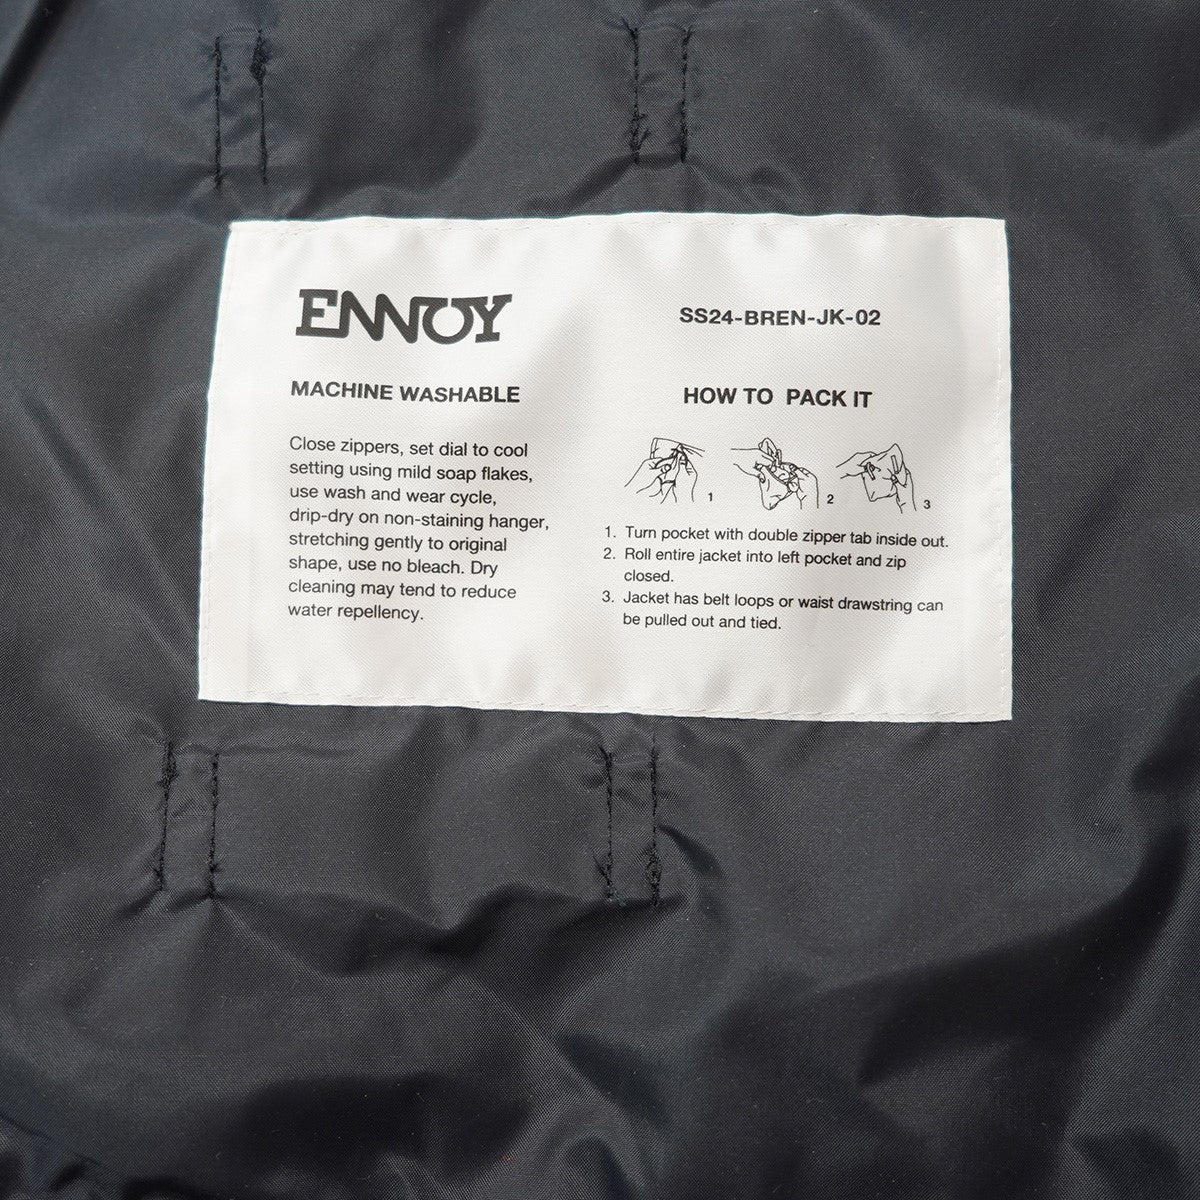 ENNUY
MACHINE WASHABLE
Close zippers, set dial to cool
setting using mild soap flakes,
use wash and wear cycle,
drip-dry on non-staining hanger,
stretching gently to original
shape, use no bleach. Dry
cleaning may tend to reduce
water repellency.
SS24-BREN-JK-02
HOW TO PACK IT
1 2 3
1. Turn pocket with double zipper tab inside out.
2. Roll entire jacket into left pocket and zip
closed.
3. Jacket has belt loops or waist drawstring can
be pulled out and tied.